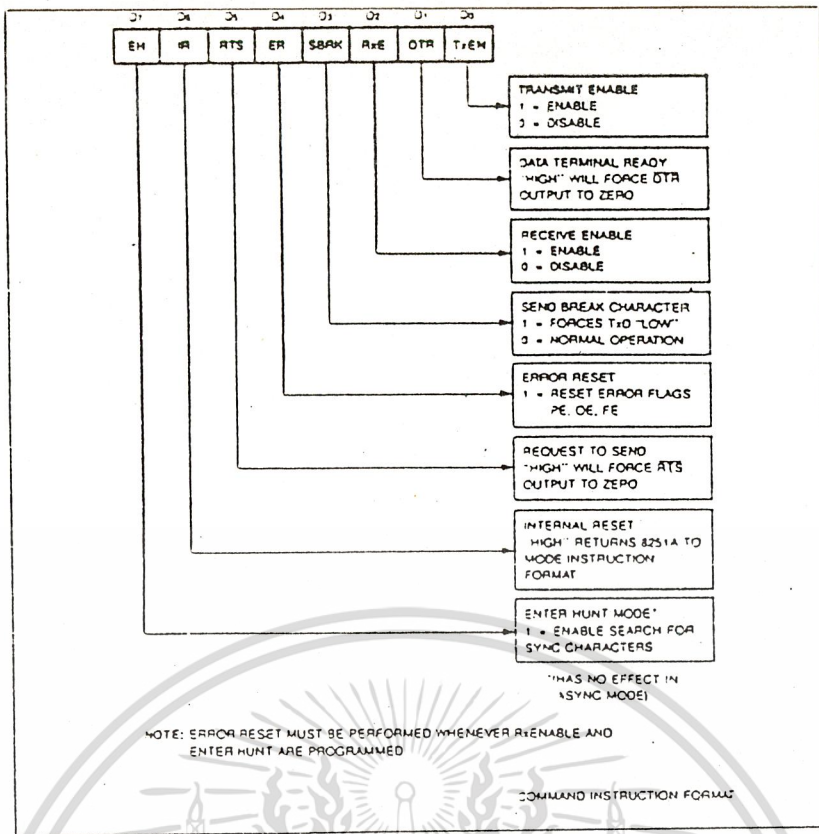 D7 D6 D5 D4 D3 D2 D1 D0
EH IR RTS ER SBRK RxE DTR TxEN
TRANSMIT ENABLE
1 = ENABLE
0 = DISABLE
DATA TERMINAL READY
"HIGH" WILL FORCE DTR
OUTPUT TO ZERO
RECEIVE ENABLE
1 = ENABLE
0 = DISABLE
SEND BREAK CHARACTER
1 = FORCES TxD "LOW"
0 = NORMAL OPERATION
ERROR RESET
1 = RESET ERROR FLAGS
PE, OE, FE
REQUEST TO SEND
"HIGH" WILL FORCE RTS
OUTPUT TO ZERO
INTERNAL RESET
"HIGH" RETURNS 8251A TO
MODE INSTRUCTION
FORMAT
ENTER HUNT MODE*
1 = ENABLE SEARCH FOR
SYNC CHARACTERS
*(HAS NO EFFECT IN
ASYNC MODE)
NOTE: ERROR RESET MUST BE PERFORMED WHENEVER RxENABLE AND
ENTER HUNT ARE PROGRAMMED
COMMAND INSTRUCTION FORMAT